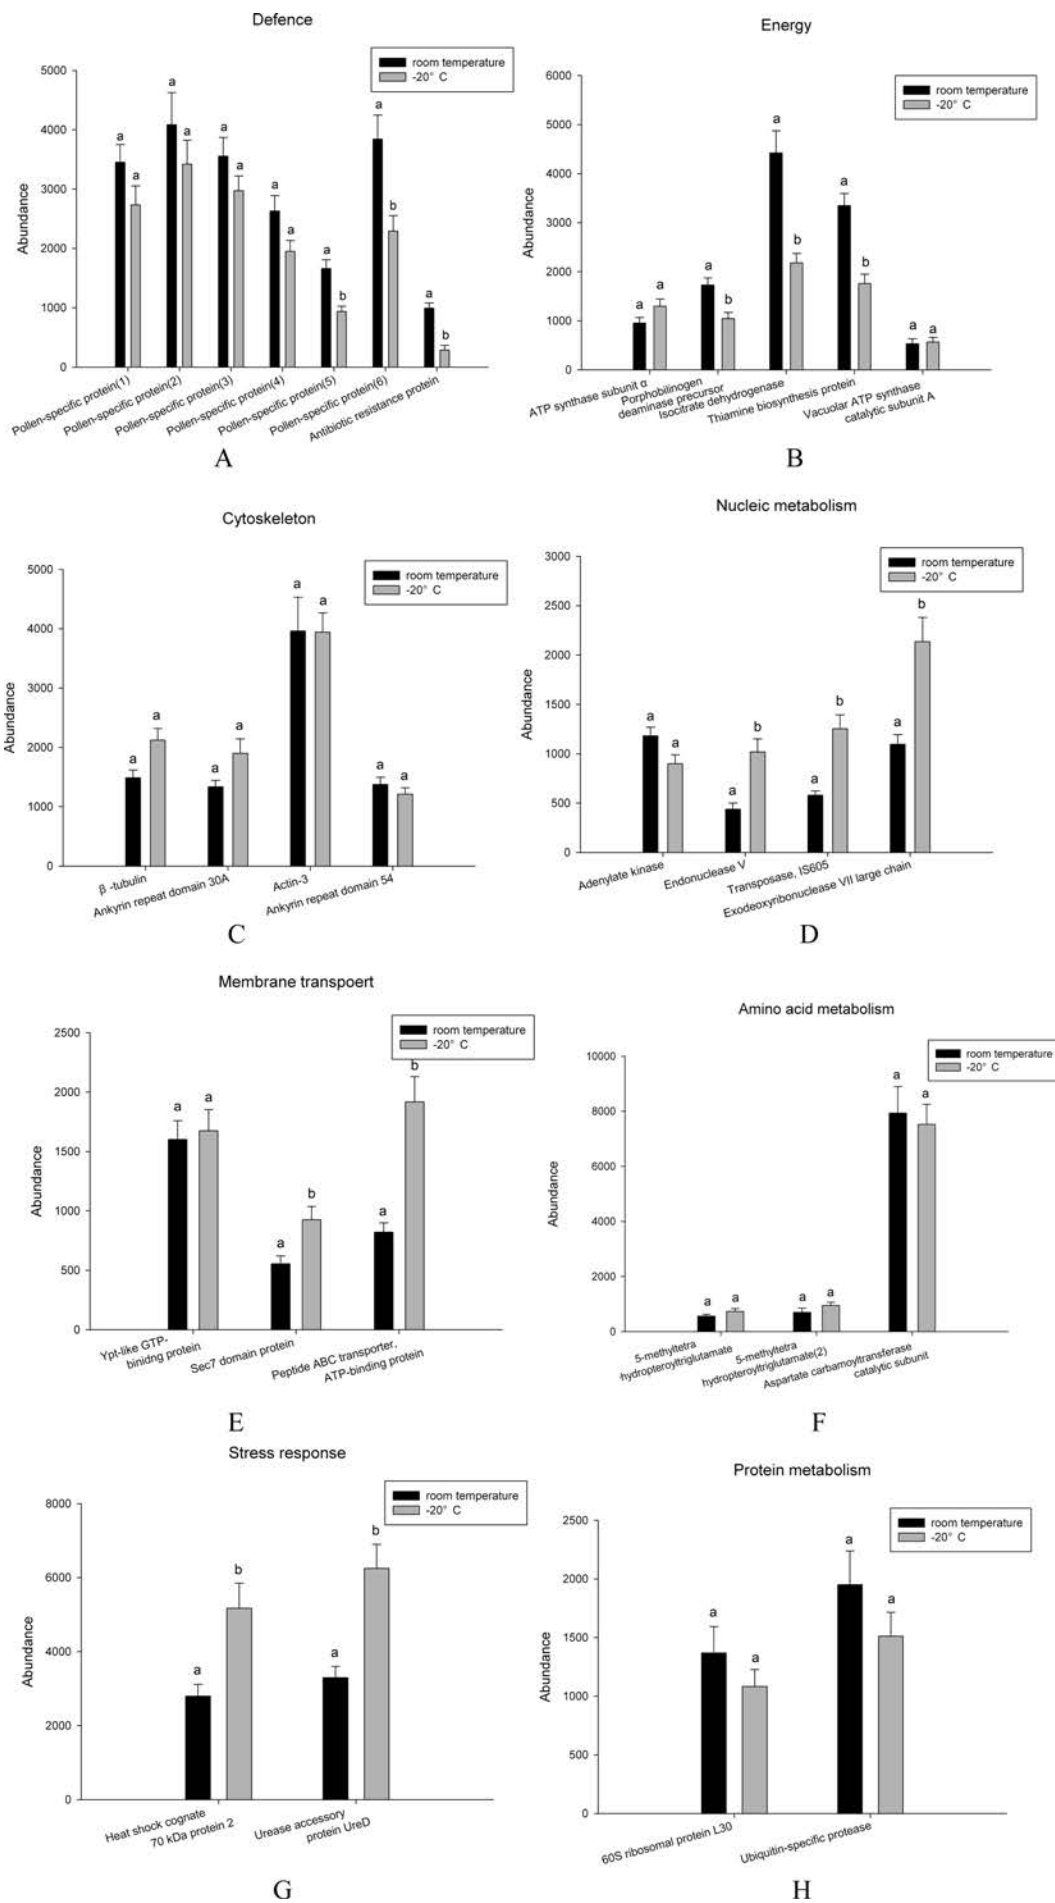 Defence
room temperature
-20° C
Abundance
5000
4000
3000
2000
1000
0
a a a a a a a a a b a b a b
Pollen-specific protein(1)
Pollen-specific protein(2)
Pollen-specific protein(3)
Pollen-specific protein(4)
Pollen-specific protein(5)
Pollen-specific protein(6)
Antibiotic resistance protein
A
Energy
room temperature
-20° C
Abundance
6000
5000
4000
3000
2000
1000
0
a a a b a b a b a a
ATP synthase subunit α
Porphobilinogen
deaminase precursor
Isocitrate dehydrogenase
Thiamine biosynthesis protein
Vacuolar ATP synthase
catalytic subunit A
B
Cytoskeleton
room temperature
-20° C
Abundance
5000
4000
3000
2000
1000
0
a a a a a a a a
β -tubulin
Ankyrin repeat domain 30A
Actin-3
Ankyrin repeat domain 54
C
Nucleic metabolism
room temperature
-20° C
Abundance
3000
2500
2000
1500
1000
500
0
a a a b a b a b
Adenylate kinase
Endonuclease V
Transposase, IS605
Exodeoxyribonuclease VII large chain
D
Membrane transpoert
room temperature
-20° C
Abundance
2500
2000
1500
1000
500
0
a a a b a b
Ypt-like GTP-
binidng protein
Sec7 domain protein
Peptide ABC transporter,
ATP-binding protein
E
Amino acid metabolism
room temperature
-20° C
Abundance
10000
8000
6000
4000
2000
0
a a a a a a
5-methyltetra
hydropteroyltriglutamate
5-methyltetra
hydropteroyltriglutamate(2)
Aspartate carbamoyltransferase
catalytic subunit
F
Stress response
room temperature
-20° C
Abundance
8000
6000
4000
2000
0
a b a b
Heat shock cognate
70 kDa protein 2
Urease accessory
protein UreD
G
Protein metabolism
room temperature
-20° C
Abundance
2500
2000
1500
1000
500
0
a a a a
60S ribosomal protein L30
Ubiquitin-specific protease
H